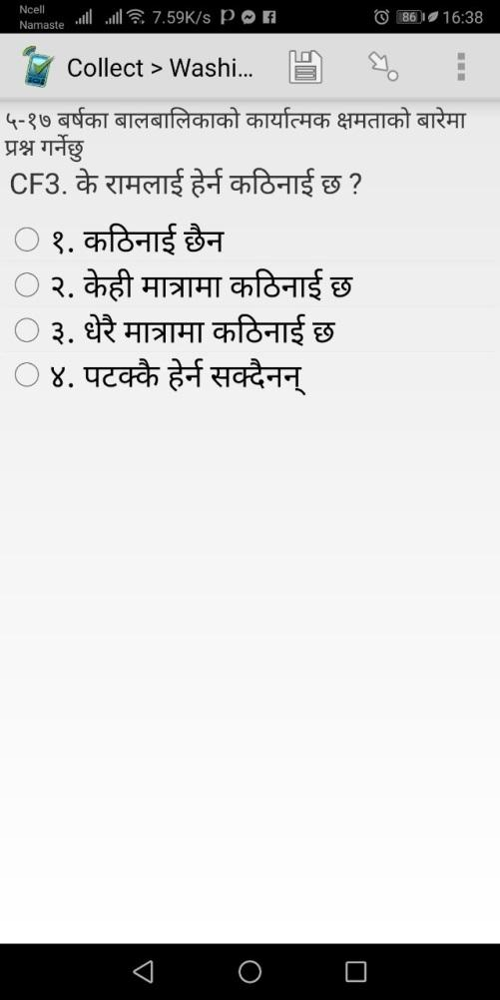 Ncell
Namaste
7.59K/s
86
16:38
Collect > Washi...
५-१७ बर्षका बालबालिकाको कार्यात्मक क्षमताको बारेमा
प्रश्न गर्नेछु
CF3. के रामलाई हेर्न कठिनाई छ ?
१. कठिनाई छैन
२. केही मात्रामा कठिनाई छ
३. धेरै मात्रामा कठिनाई छ
४. पटक्कै हेर्न सक्दैनन्